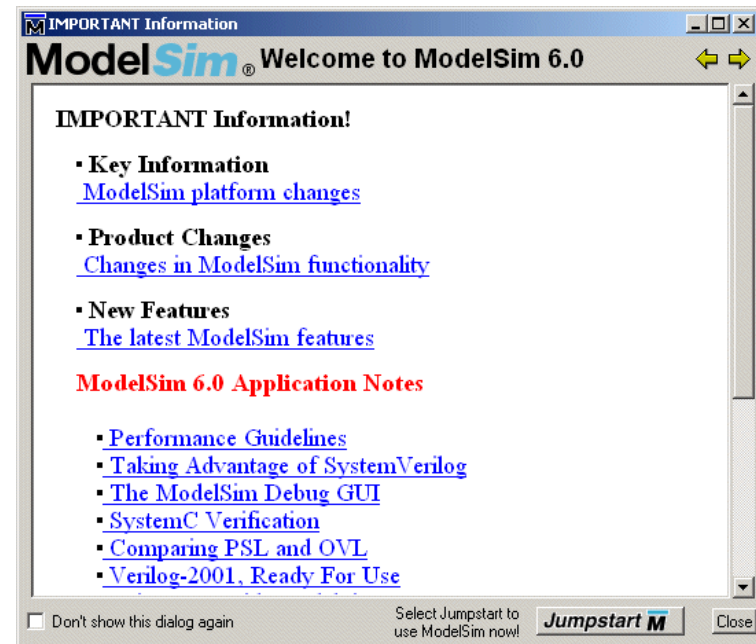 IMPORTANT Information
ModelSim ® Welcome to ModelSim 6.0
IMPORTANT Information!
▪ Key Information
ModelSim platform changes
▪ Product Changes
Changes in ModelSim functionality
▪ New Features
The latest ModelSim features
ModelSim 6.0 Application Notes
▪ Performance Guidelines
▪ Taking Advantage of SystemVerilog
▪ The ModelSim Debug GUI
▪ SystemC Verification
▪ Comparing PSL and OVL
▪ Verilog-2001, Ready For Use
Don't show this dialog again
Select Jumpstart to
use ModelSim now!
Jumpstart M
Close